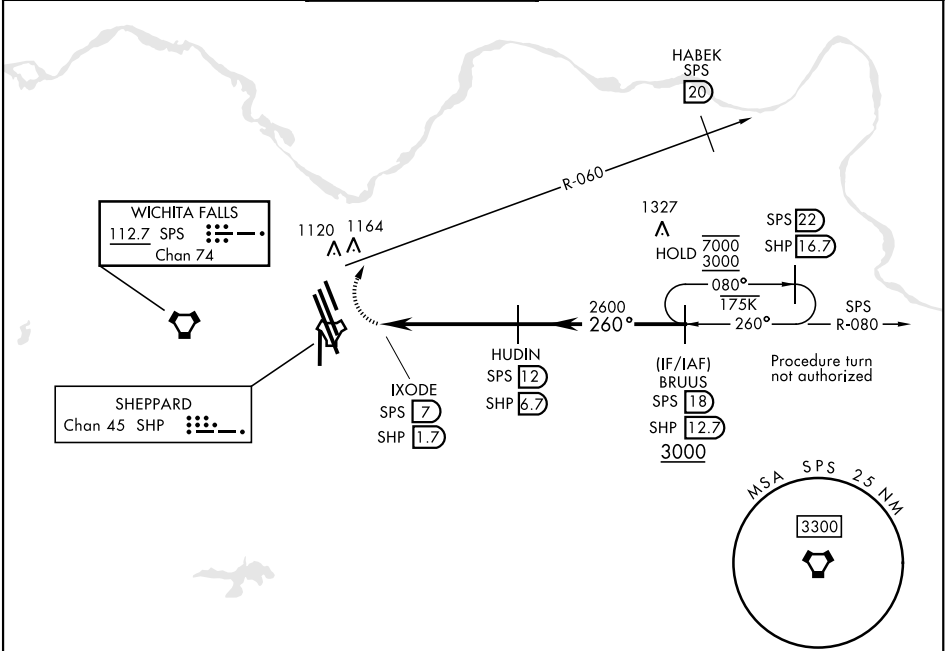 HABEK
SPS
20
R-060
WICHITA FALLS
112.7 SPS
Chan 74
1120
1164
1327
HOLD 7000
3000
SPS 22
SHP 16.7
080°
175K
260°
SPS
R-080
2600
260°
HUDIN
SPS 12
SHP 6.7
(IF/IAF)
BRUUS
SPS 18
SHP 12.7
3000
Procedure turn
not authorized
IXODE
SPS 7
SHP 1.7
SHEPPARD
Chan 45 SHP
MSA SPS 25 NM
3300